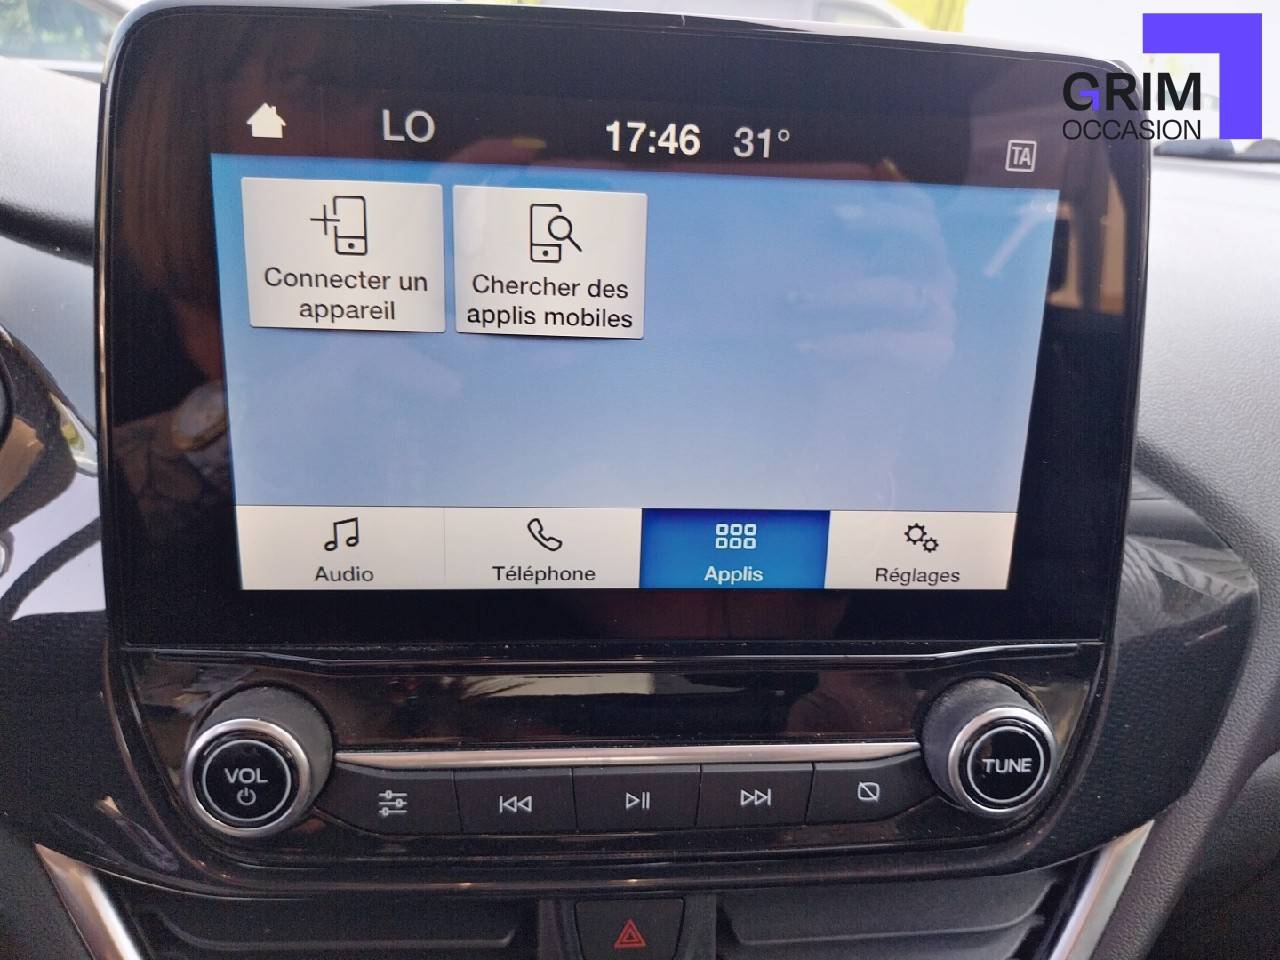 GRIM
OCCASION
LO
17:46
31°
TA
Connecter un
appareil
Chercher des
applis mobiles
Audio
Téléphone
Applis
Réglages
VOL
TUNE